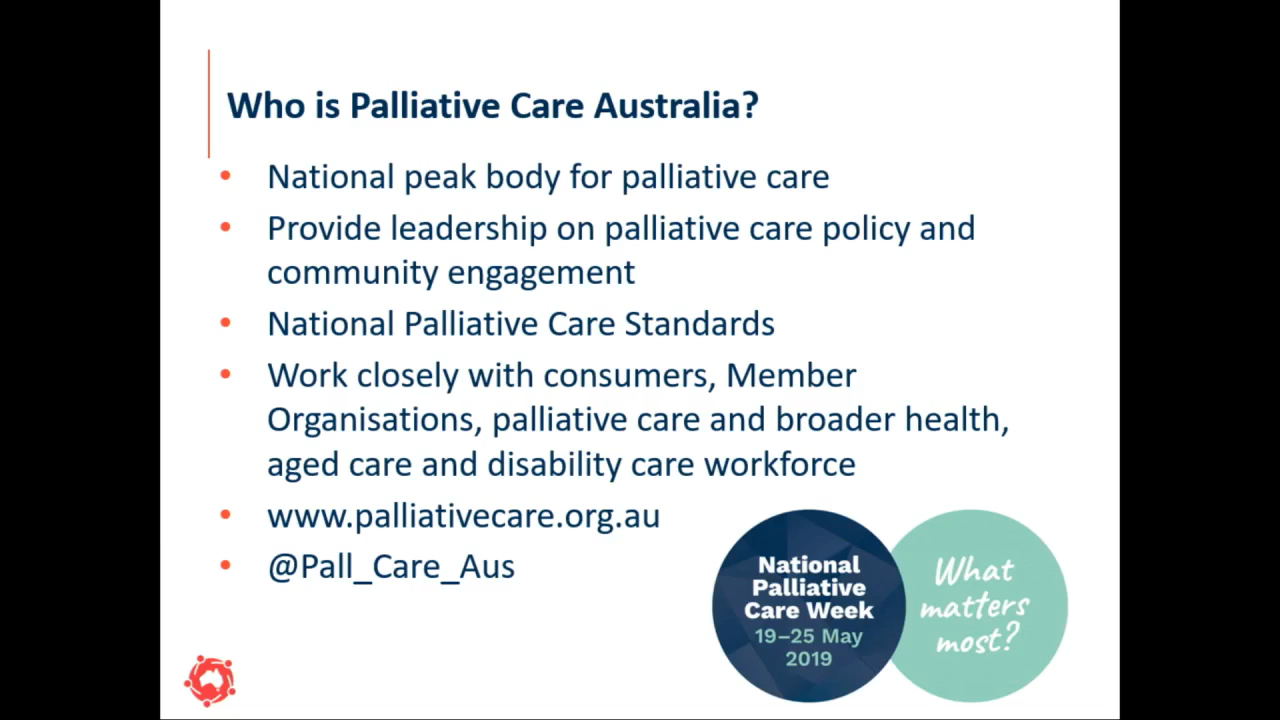 Who is Palliative Care Australia?
• National peak body for palliative care
• Provide leadership on palliative care policy and
community engagement
• National Palliative Care Standards
• Work closely with consumers, Member
Organisations, palliative care and broader health,
aged care and disability care workforce
• www.palliativecare.org.au
• @Pall_Care_Aus
National
Palliative
Care Week
19–25 May
2019
What
matters
most?